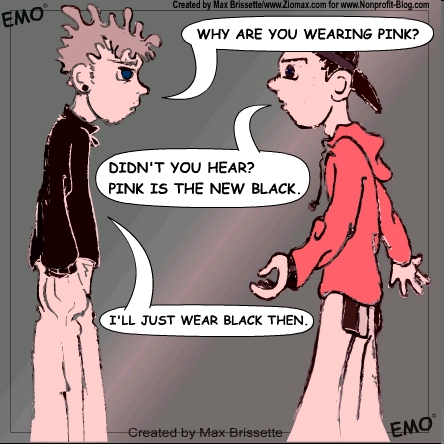 Created by Max Brissette/www.Ziomax.com for www.Nonprofit-Blog.com
EMO©
WHY ARE YOU WEARING PINK?
DIDN'T YOU HEAR?
PINK IS THE NEW BLACK.
I'LL JUST WEAR BLACK THEN.
Created by Max Brissette
EMO©